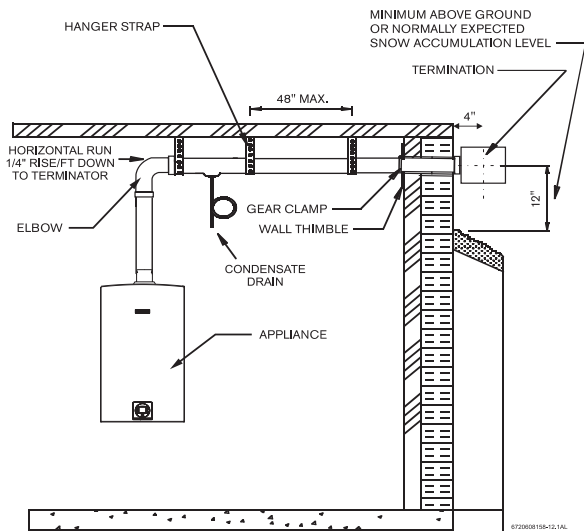 HANGER STRAP
MINIMUM ABOVE GROUND
OR NORMALLY EXPECTED
SNOW ACCUMULATION LEVEL
TERMINATION
48" MAX.
4"
HORIZONTAL RUN
1/4" RISE/FT DOWN
TO TERMINATOR
ELBOW
GEAR CLAMP
WALL THIMBLE
12"
CONDENSATE
DRAIN
APPLIANCE
6720608158-12.1AL